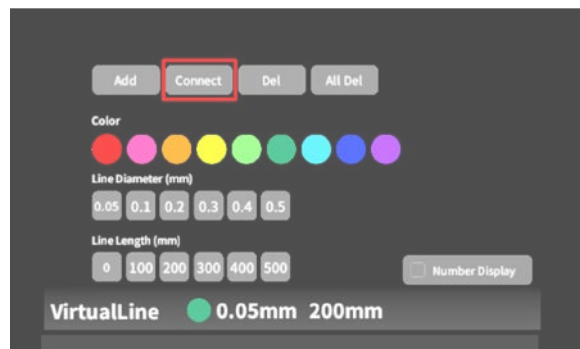 Add Connect Del All Del
Color
Line Diameter (mm)
0.05 0.1 0.2 0.3 0.4 0.5
Line Length (mm)
0 100 200 300 400 500
Number Display
VirtualLine 0.05mm 200mm